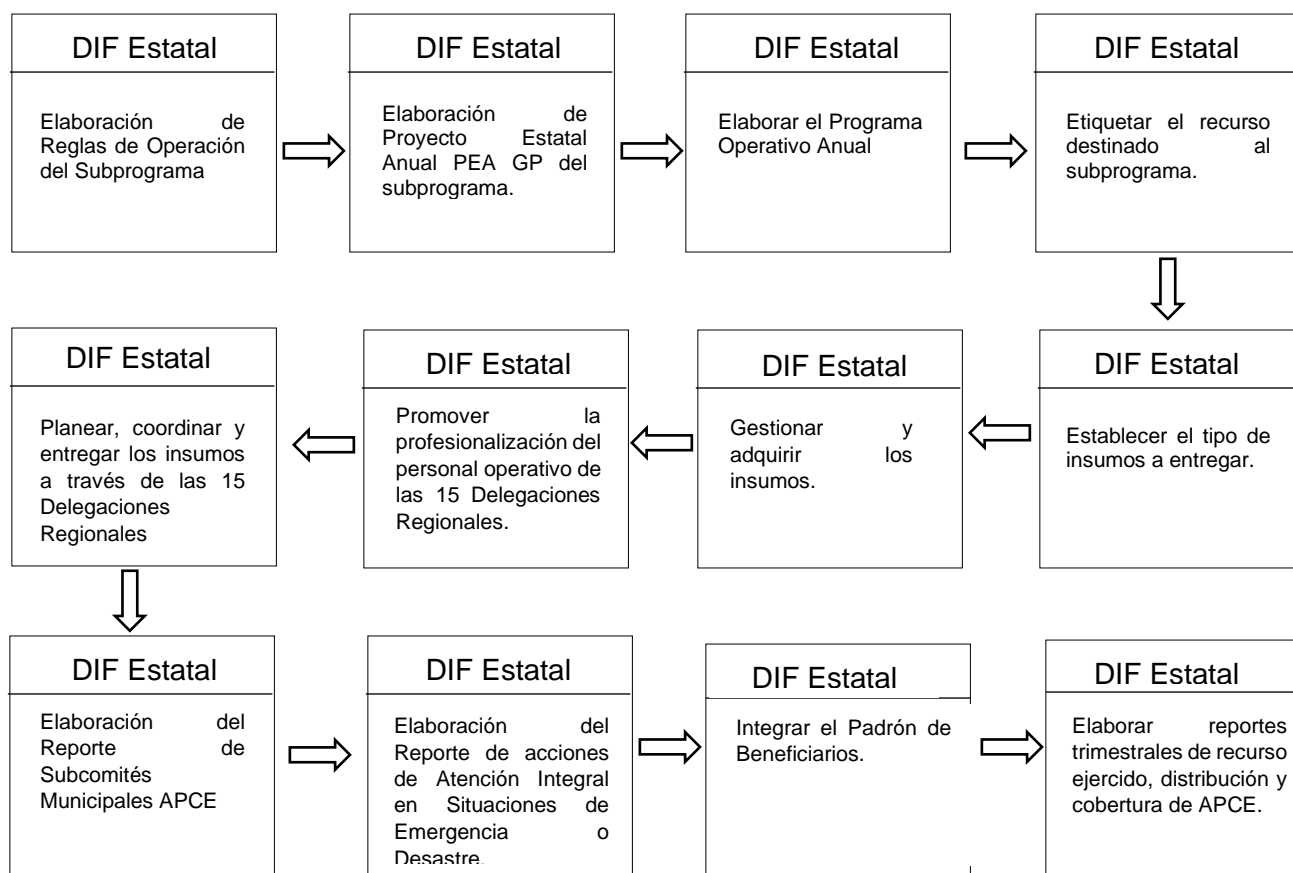 DIF Estatal
Elaboración de
Reglas de Operación
del Subprograma
DIF Estatal
Elaboración de
Proyecto Estatal
Anual PEA GP del
subprograma.
DIF Estatal
Elaborar el Programa
Operativo Anual
DIF Estatal
Etiquetar el recurso
destinado al
subprograma.
DIF Estatal
Establecer el tipo de
insumos a entregar.
DIF Estatal
Gestionar y
adquirir los
insumos.
DIF Estatal
Promover la
profesionalización del
personal operativo de
las 15 Delegaciones
Regionales.
DIF Estatal
Planear, coordinar y
entregar los insumos
a través de las 15
Delegaciones
Regionales
DIF Estatal
Elaboración del
Reporte de
Subcomités
Municipales APCE
DIF Estatal
Elaboración del
Reporte de acciones
de Atención Integral
en Situaciones de
Emergencia o
Desastre.
DIF Estatal
Integrar el Padrón de
Beneficiarios.
DIF Estatal
Elaborar reportes
trimestrales de recurso
ejercido, distribución y
cobertura de APCE.